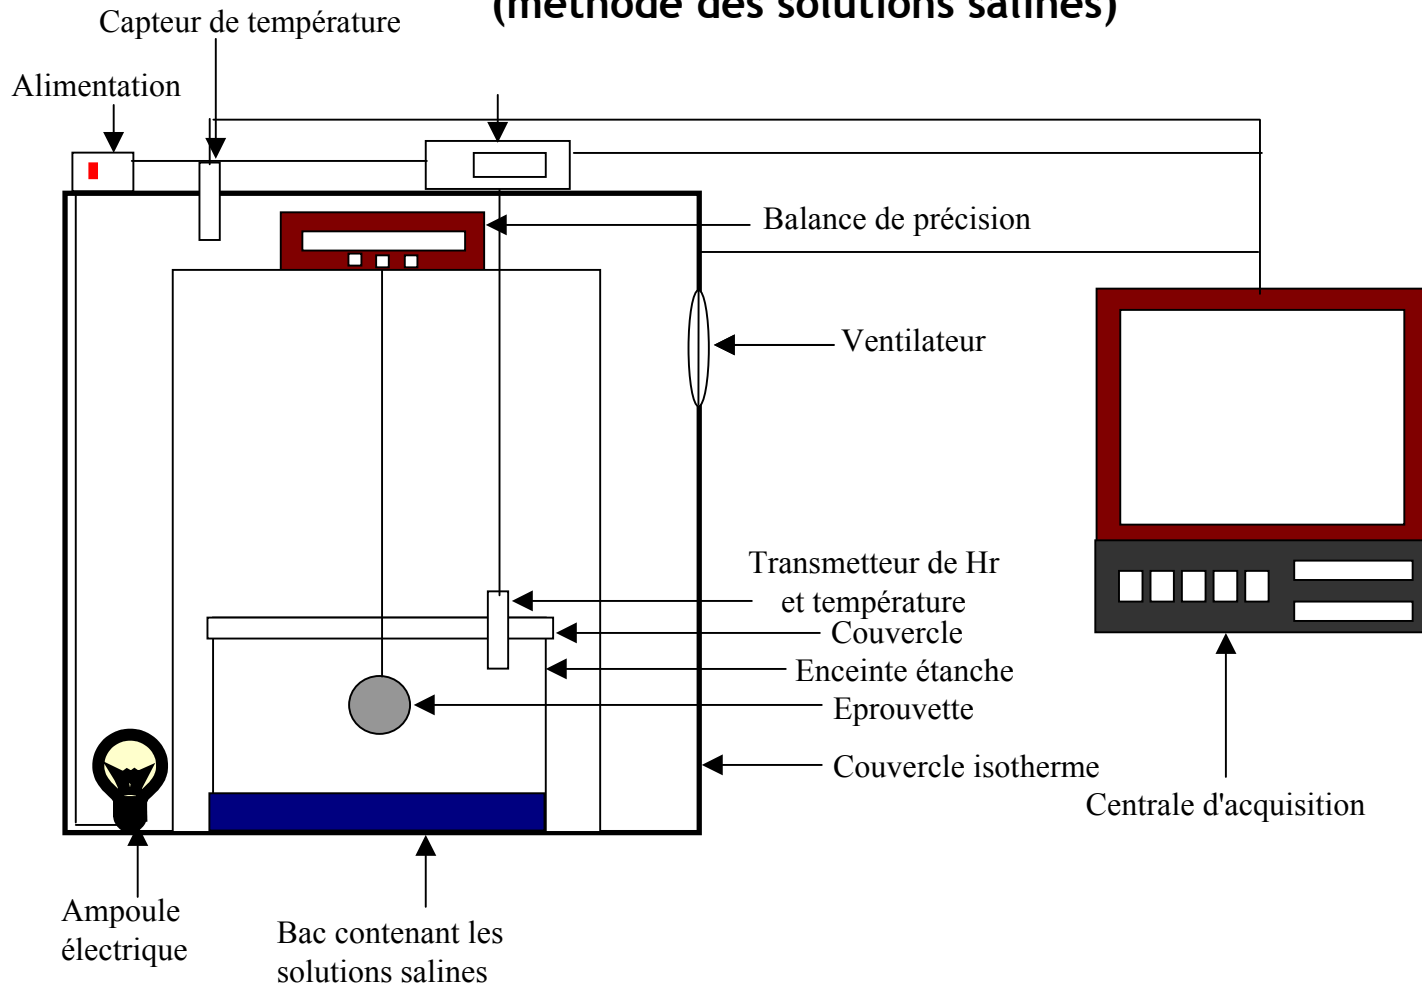 (méthode des solutions salines)
Capteur de température
Alimentation
Balance de précision
Ventilateur
Transmetteur de Hr
et température
Couvercle
Enceinte étanche
Eprouvette
Couvercle isotherme
Centrale d'acquisition
Ampoule
électrique
Bac contenant les
solutions salines